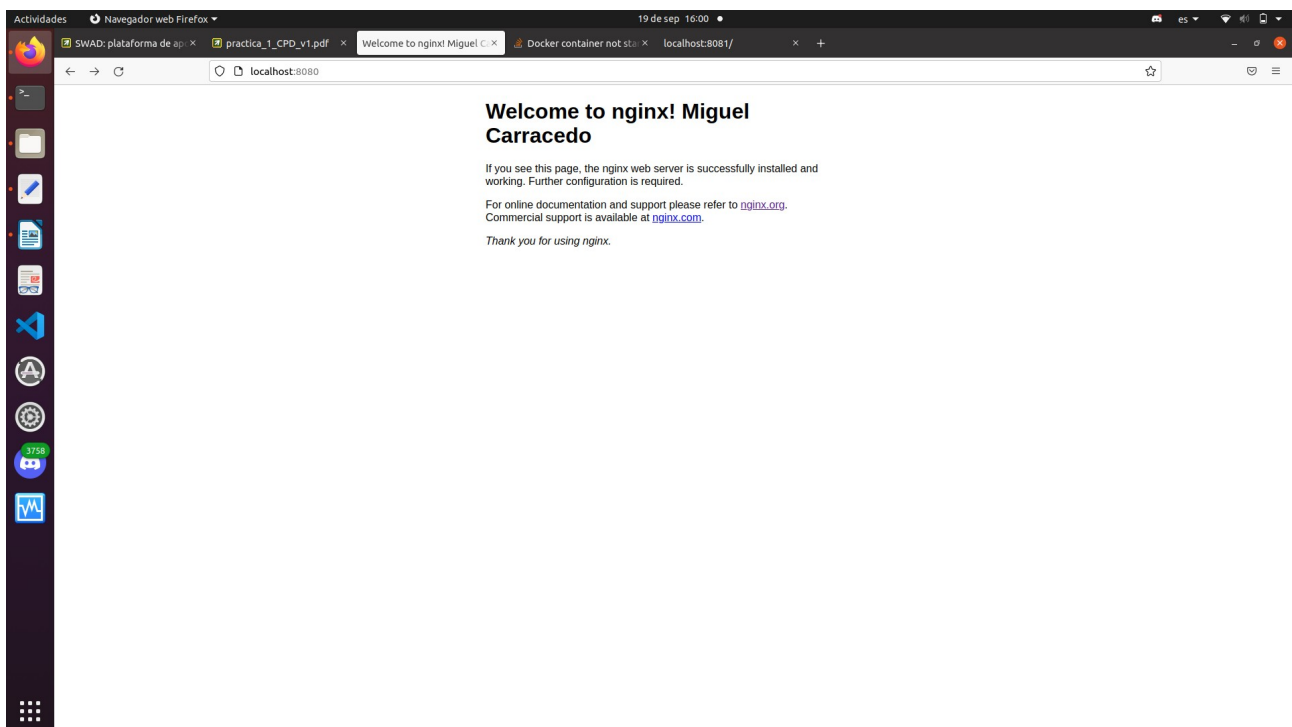 Actividades Navegador web Firefox 19 de sep 16:00 es
SWAD: plataforma de ap practica_1_CPD_v1.pdf Welcome to nginx! Miguel Docker container not sta localhost:8081/
localhost:8080
Welcome to nginx! Miguel
Carracedo
If you see this page, the nginx web server is successfully installed and
working. Further configuration is required.
For online documentation and support please refer to nginx.org.
Commercial support is available at nginx.com.
Thank you for using nginx.
3758